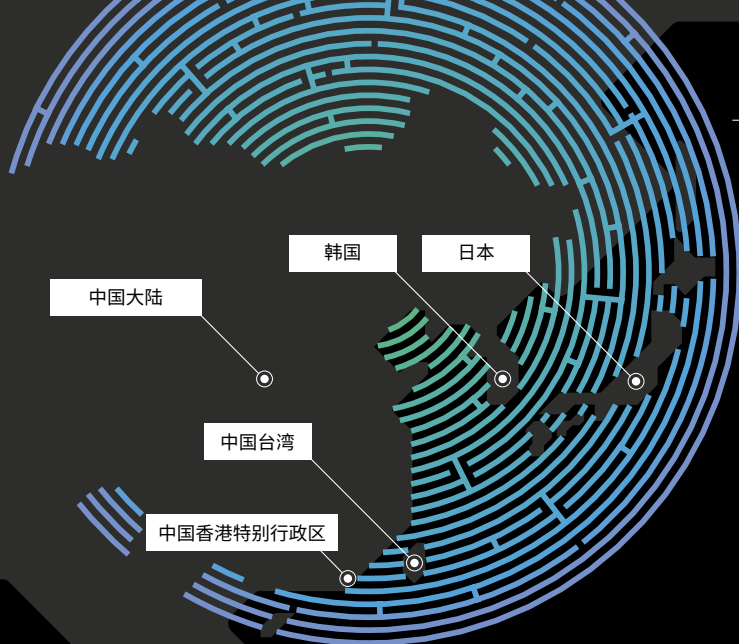 韩国
日本
中国大陆
中国台湾
中国香港特别行政区